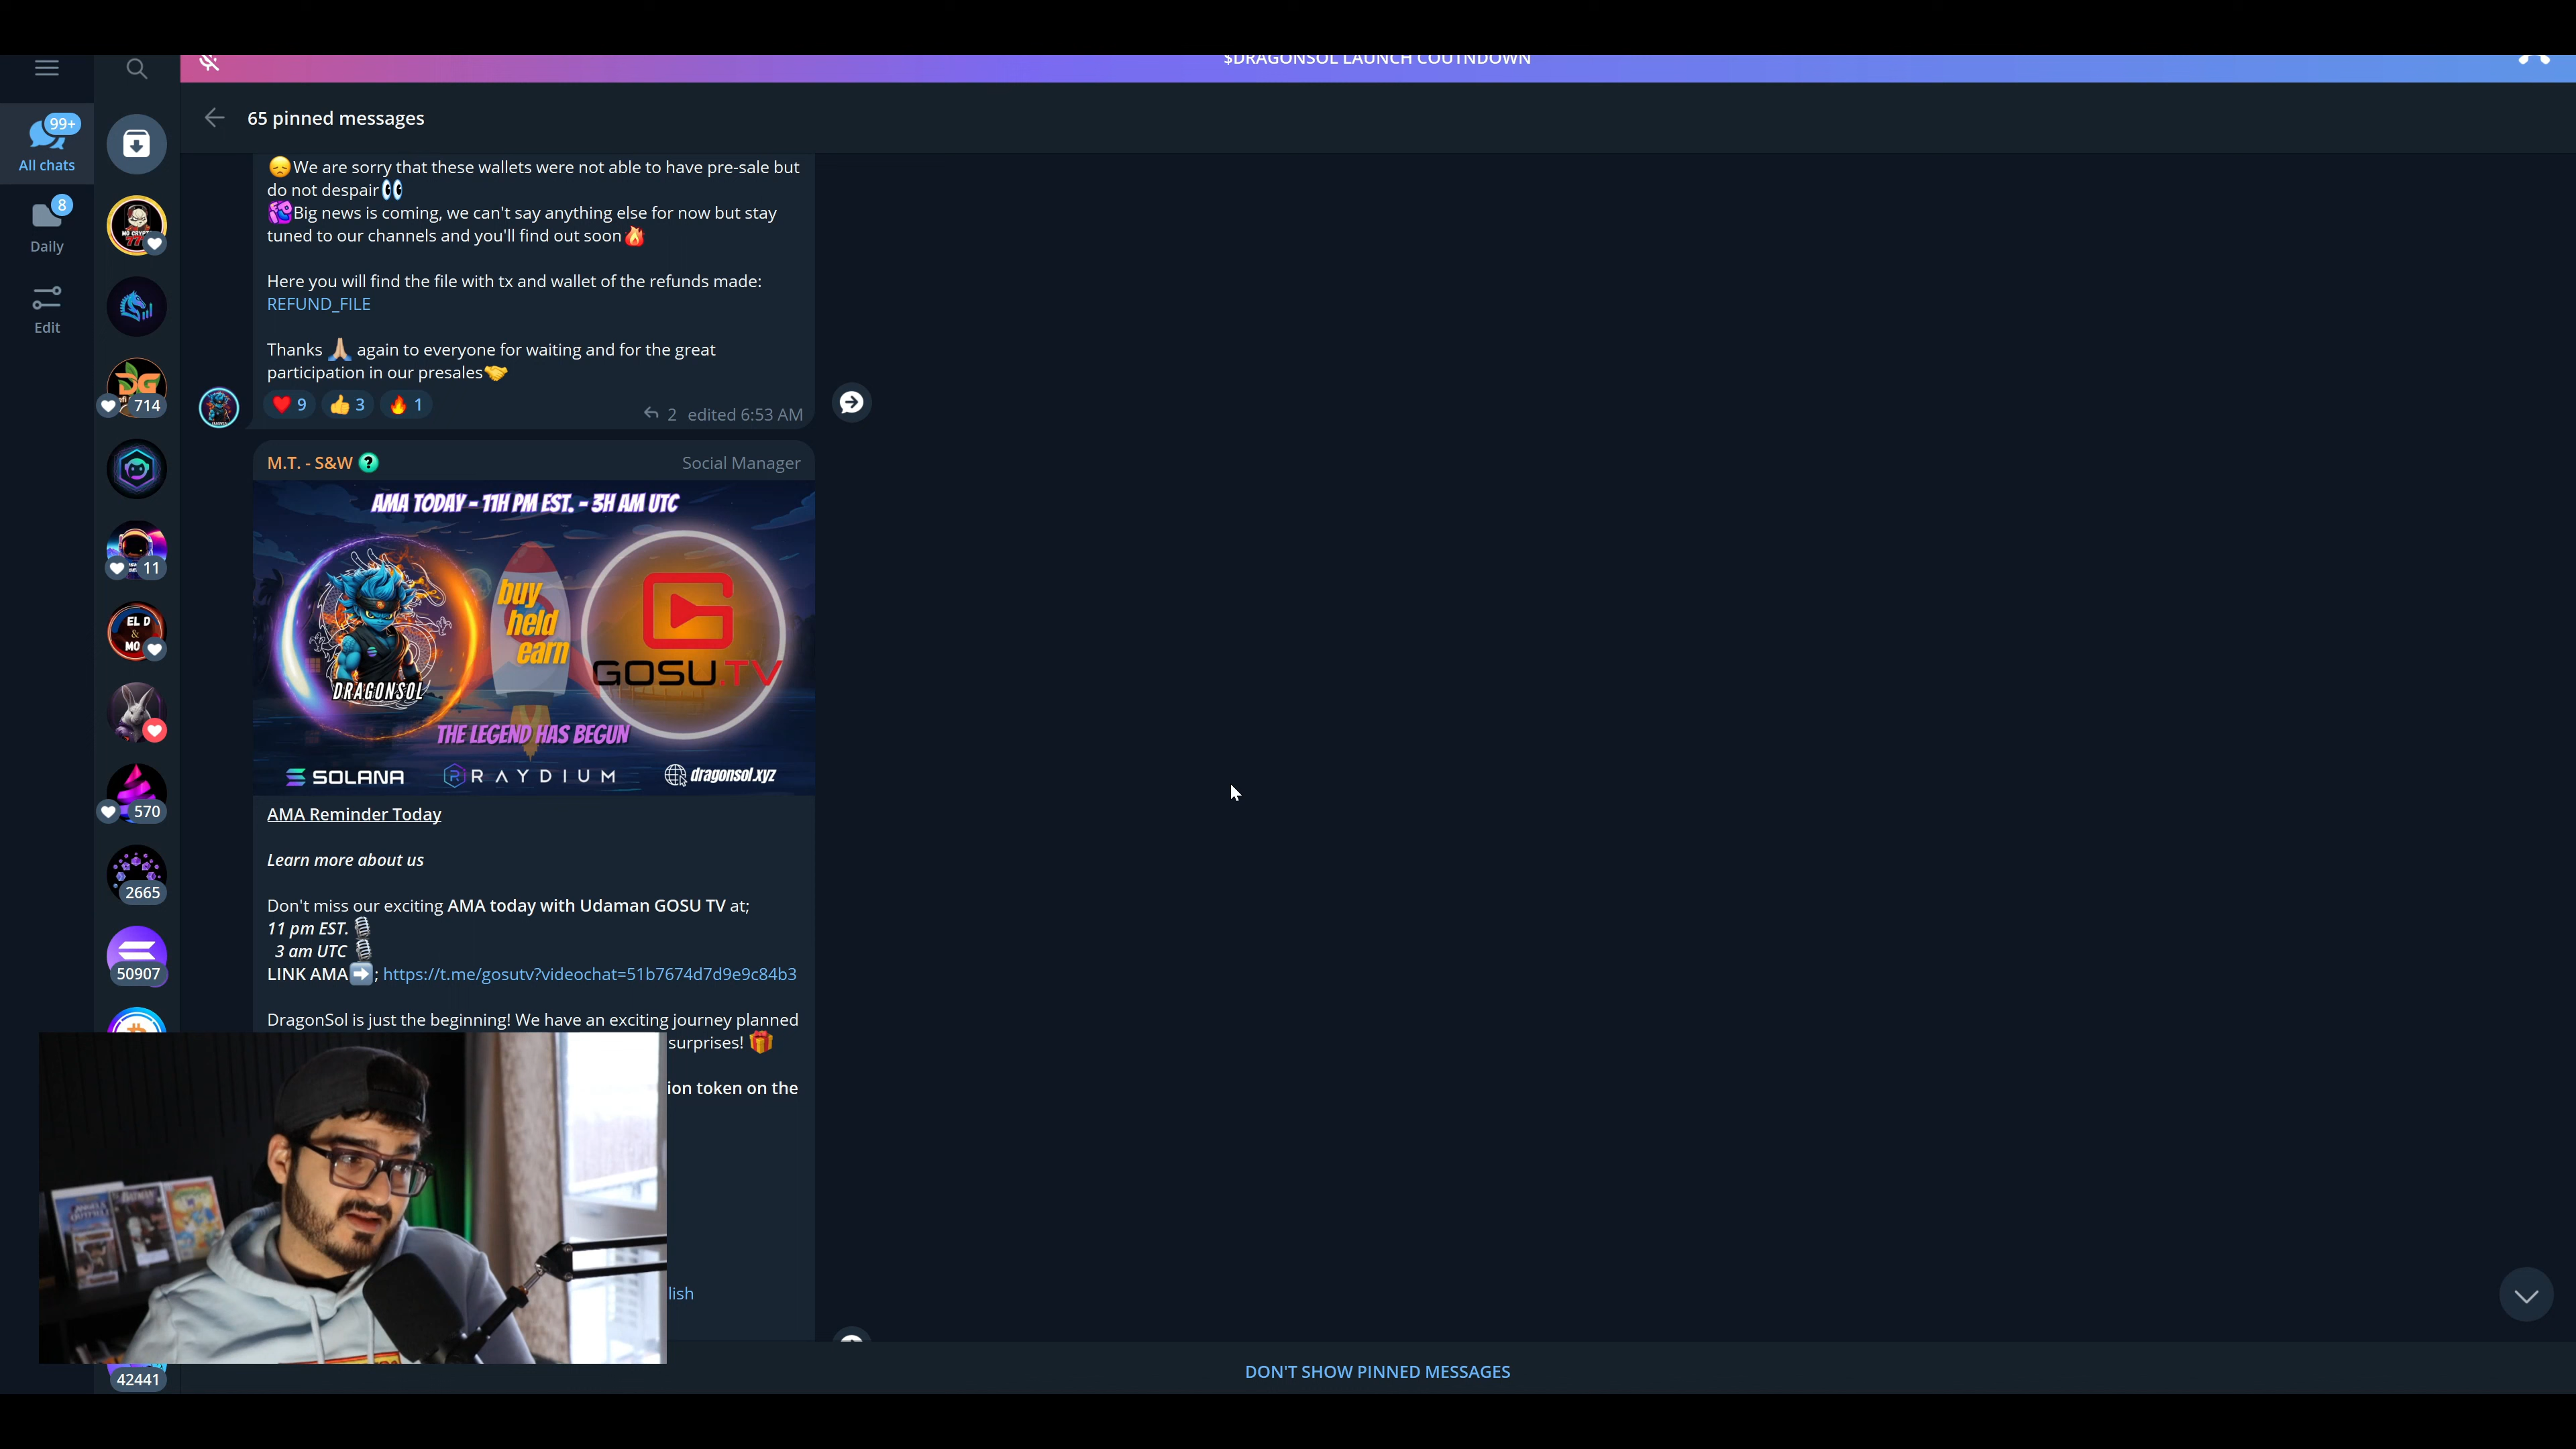 $DRAGONSOL LAUNCH COUTNDOWN
99+
All chats
8
Daily
Edit
714
11
EL D
&
MO
570
2665
50907
42441
65 pinned messages
😞We are sorry that these wallets were not able to have pre-sale but
do not despair👀
Big news is coming, we can't say anything else for now but stay
tuned to our channels and you'll find out soon🔥
Here you will find the file with tx and wallet of the refunds made:
REFUND_FILE
Thanks 🙏🏼 again to everyone for waiting and for the great
participation in our presales🤝
❤️ 9 👍 3 🔥 1
2 edited 6:53 AM
M.T. - S&W
Social Manager
AMA TODAY - 11H PM EST. - 3H AM UTC
buy
held
earn
DRAGONSOL
GOSU.TV
THE LEGEND HAS BEGUN
SOLANA
RAYDIUM
dragonsol.xyz
AMA Reminder Today
Learn more about us
Don't miss our exciting AMA today with Udaman GOSU TV at;
11 pm EST. 🎙
3 am UTC 🎙
LINK AMA➡️; https://t.me/gosutv?videochat=51b7674d7d9e9c84b3
DragonSol is just the beginning! We have an exciting journey planned
surprises! 🎁
ion token on the
lish
DON'T SHOW PINNED MESSAGES